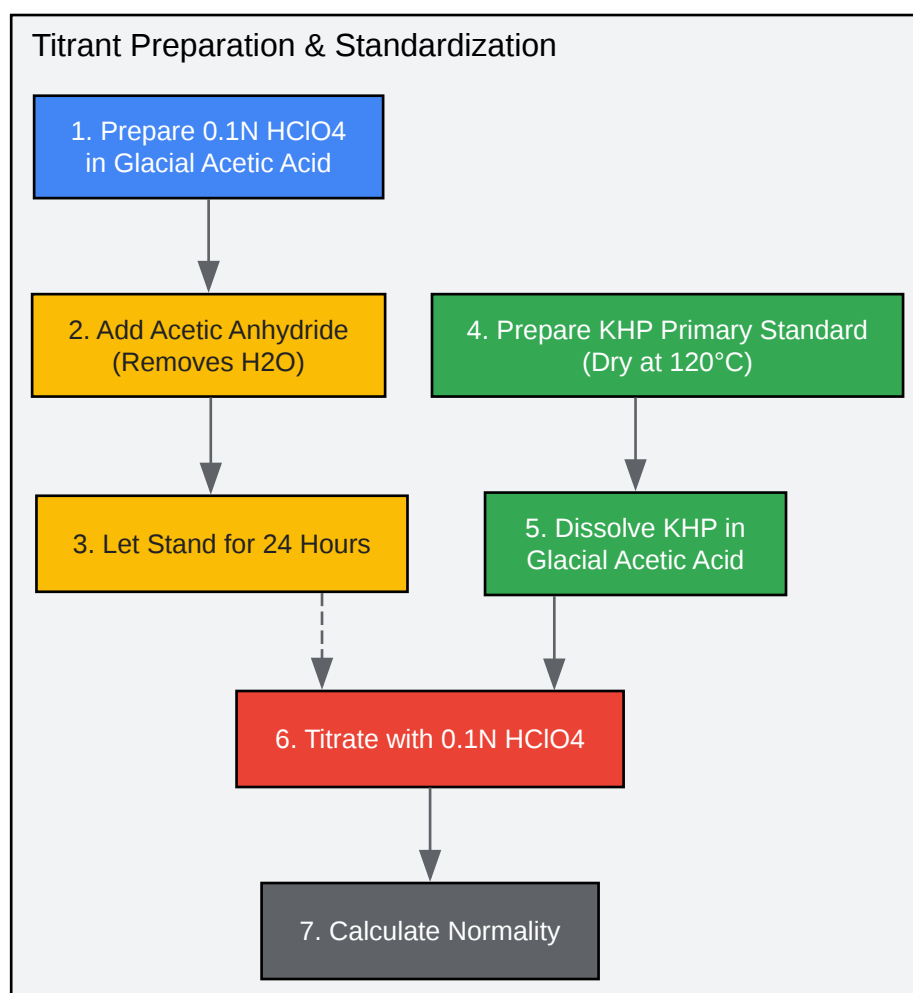 Titrant Preparation & Standardization
1. Prepare 0.1N HClO4
in Glacial Acetic Acid
2. Add Acetic Anhydride
(Removes H2O)
4. Prepare KHP Primary Standard
(Dry at 120°C)
3. Let Stand for 24 Hours
5. Dissolve KHP in
Glacial Acetic Acid
6. Titrate with 0.1N HClO4
7. Calculate Normality